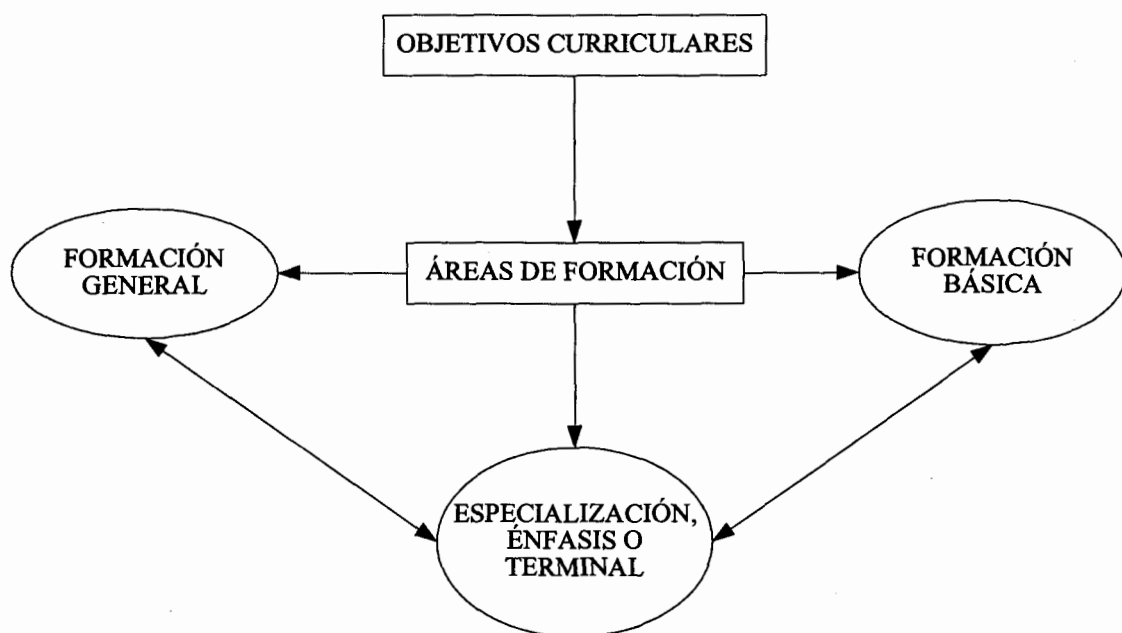 OBJETIVOS CURRICULARES
FORMACIÓN
GENERAL
ÁREAS DE FORMACIÓN
FORMACIÓN
BÁSICA
ESPECIALIZACIÓN,
ÉNFASIS O
TERMINAL